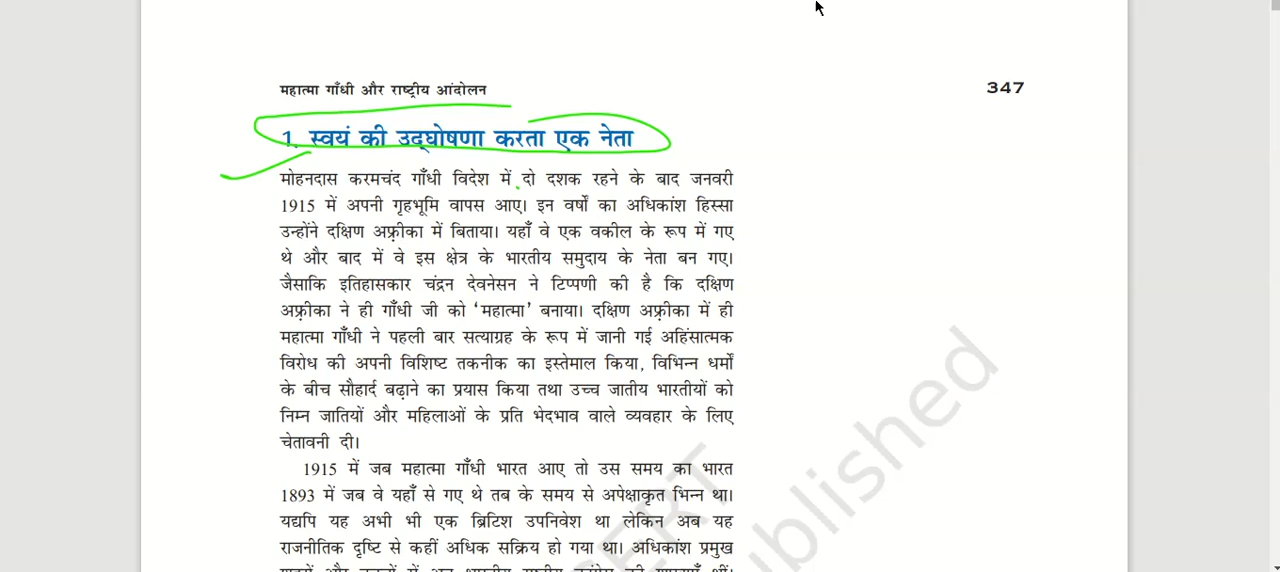 महात्मा गाँधी और राष्ट्रीय आंदोलन 347
1. स्वयं की उद्घोषणा करता एक नेता
मोहनदास करमचंद गाँधी विदेश में दो दशक रहने के बाद जनवरी
1915 में अपनी गृहभूमि वापस आए। इन वर्षों का अधिकांश हिस्सा
उन्होंने दक्षिण अफ़्रीका में बिताया। यहाँ वे एक वकील के रूप में गए
थे और बाद में वे इस क्षेत्र के भारतीय समुदाय के नेता बन गए।
जैसाकि इतिहासकार चंद्रन देवनेसन ने टिप्पणी की है कि दक्षिण
अफ़्रीका ने ही गाँधी जी को ‘महात्मा’ बनाया। दक्षिण अफ़्रीका में ही
महात्मा गाँधी ने पहली बार सत्याग्रह के रूप में जानी गई अहिंसात्मक
विरोध की अपनी विशिष्ट तकनीक का इस्तेमाल किया, विभिन्न धर्मों
के बीच सौहार्द बढ़ाने का प्रयास किया तथा उच्च जातीय भारतीयों को
निम्न जातियों और महिलाओं के प्रति भेदभाव वाले व्यवहार के लिए
चेतावनी दी।
1915 में जब महात्मा गाँधी भारत आए तो उस समय का भारत
1893 में जब वे यहाँ से गए थे तब के समय से अपेक्षाकृत भिन्न था।
यद्यपि यह अभी भी एक ब्रिटिश उपनिवेश था लेकिन अब यह
राजनीतिक दृष्टि से कहीं अधिक सक्रिय हो गया था। अधिकांश प्रमुख